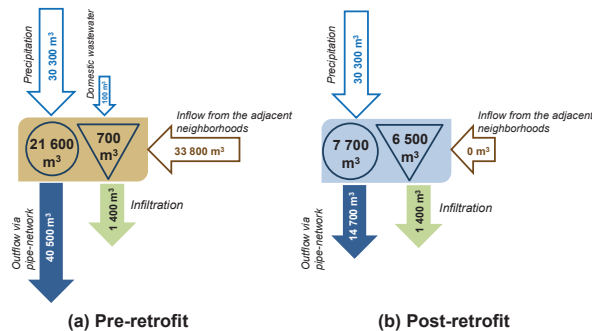 Precipitation
30 300 m³
Domestic wastewater
100 m³
21 600
m³
700
m³
Inflow from the adjacent
neighborhoods
33 800 m³
Outflow via
pipe-network
40 500 m³
1 400 m³
Infiltration
(a) Pre-retrofit
Precipitation
30 300 m³
7 700
m³
6 500
m³
Inflow from the adjacent
neighborhoods
0 m³
Outflow via
pipe-network
14 700 m³
1 400 m³
Infiltration
(b) Post-retrofit